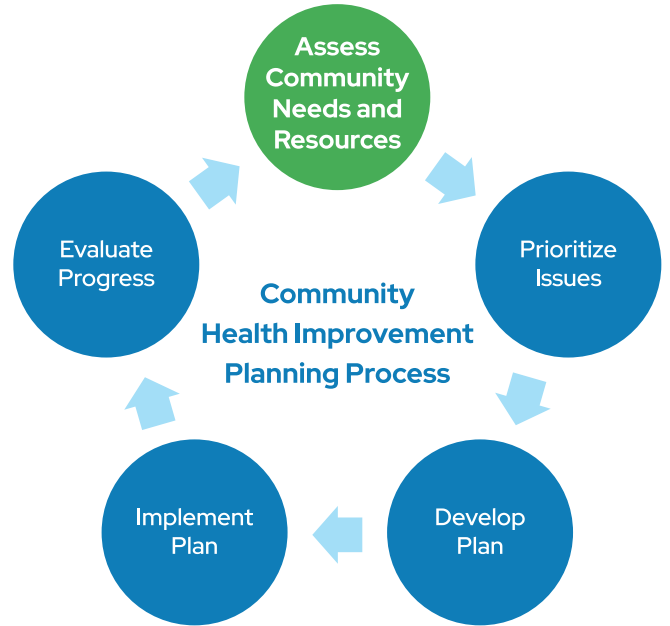 Assess
Community
Needs and
Resources
Prioritize
Issues
Develop
Plan
Implement
Plan
Evaluate
Progress
Community
Health Improvement
Planning Process